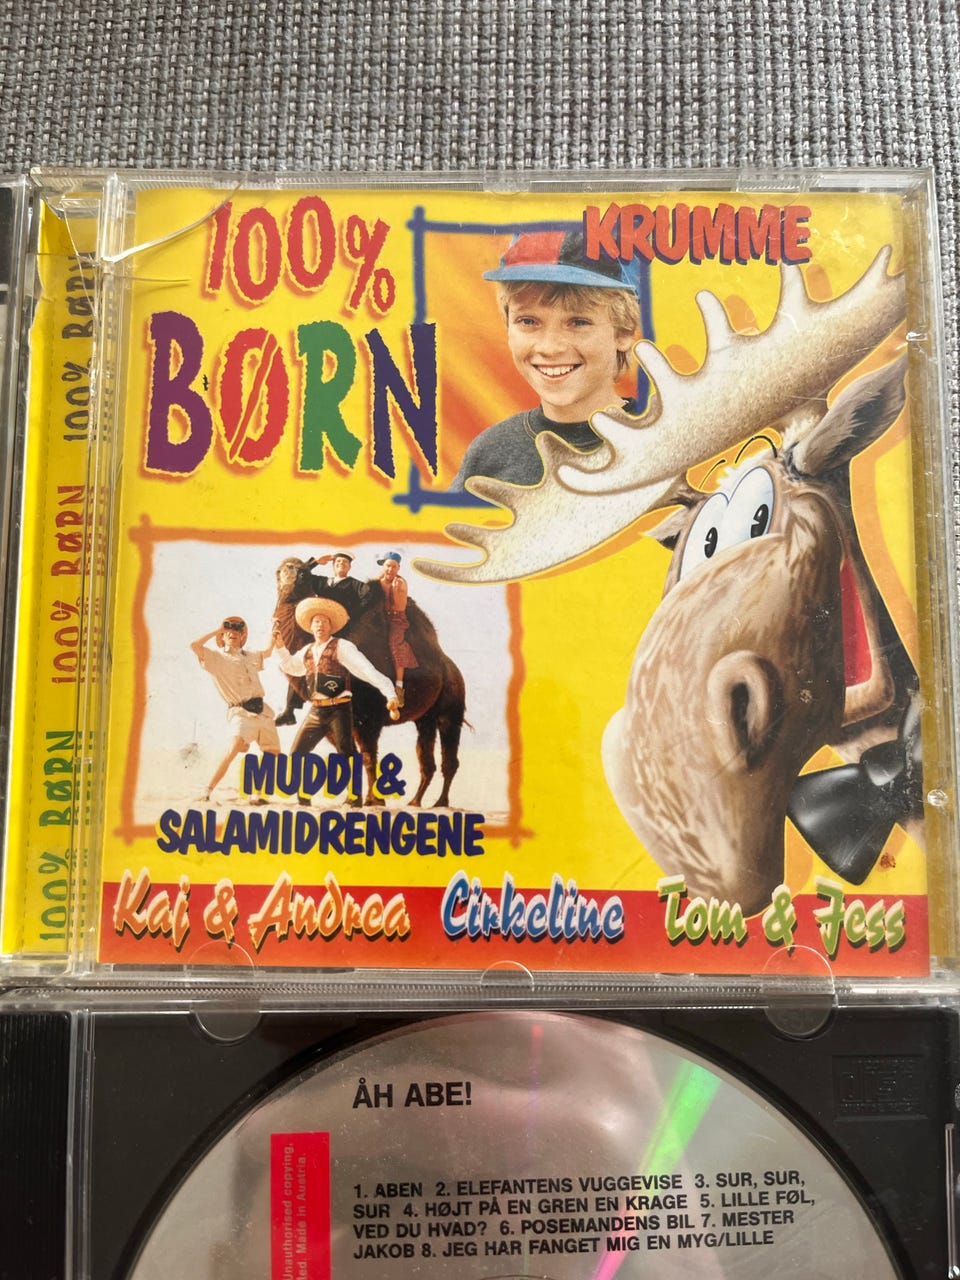 100%
BØRN
KRUMME
MUDDI &
SALAMIDRENGENE
Kaj & Andrea Cirkeline Tom & Jess
100% BØRN 100% BØRN 100% BØRN
ÅH ABE!
1. ABEN 2. ELEFANTENS VUGGEVISE 3. SUR, SUR,
SUR 4. HØJT PÅ EN GREN EN KRAGE 5. LILLE FØL,
VED DU HVAD? 6. POSEMANDENS BIL 7. MESTER
JAKOB 8. JEG HAR FANGET MIG EN MYG/LILLE
Unauthorised copying,
ted. Made in Austria.